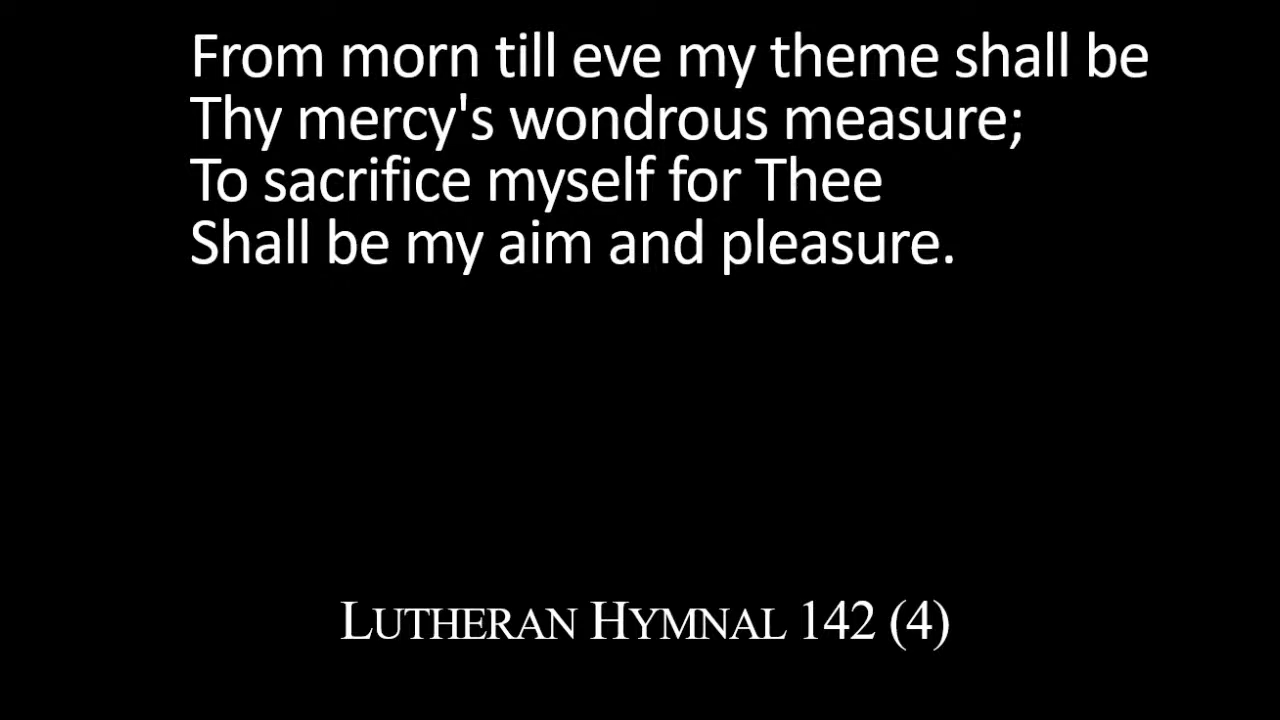 From morn till eve my theme shall be
Thy mercy's wondrous measure;
To sacrifice myself for Thee
Shall be my aim and pleasure.
LUTHERAN HYMNAL 142 (4)